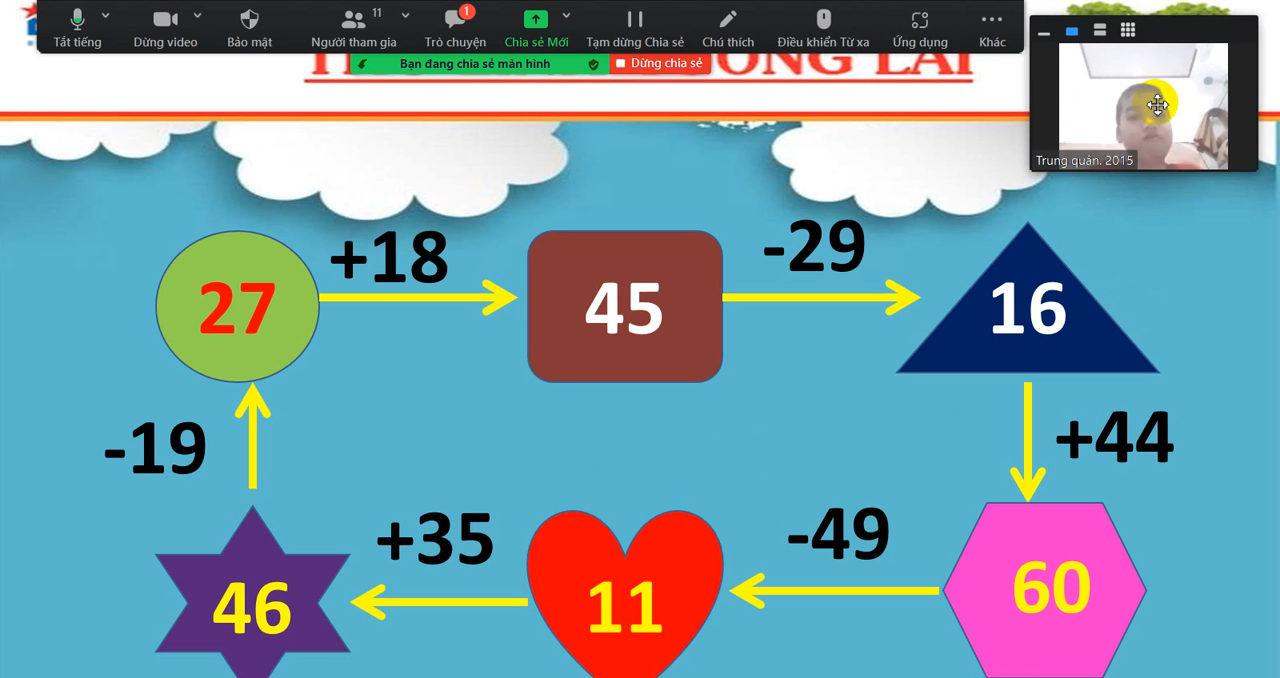 11
1
Tắt tiếng
Dừng video
Bảo mật
Người tham gia
Trò chuyện
Chia sẻ Mới
Tạm dừng Chia sẻ
Chú thích
Điều khiển Từ xa
Ứng dụng
Khác
Bạn đang chia sẻ màn hình
Dừng chia sẻ
LAI
Trung quân. 2015
27
+18
45
-29
16
-19
+44
46
+35
11
-49
60